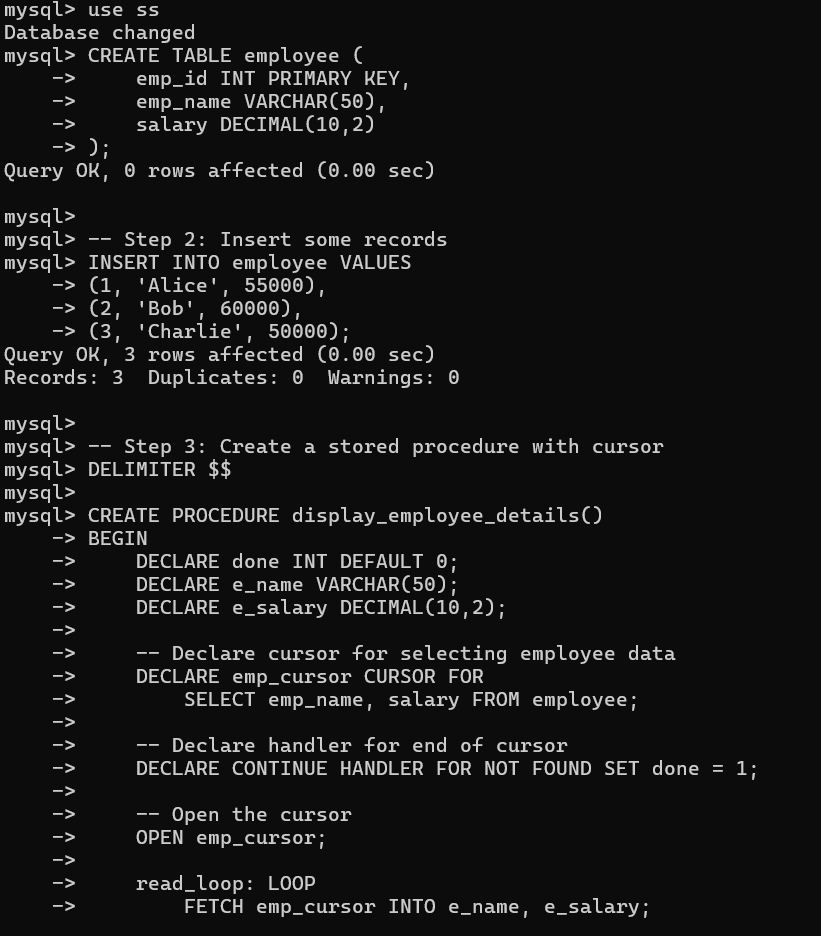 mysql> use ss
Database changed
mysql> CREATE TABLE employee (
    ->     emp_id INT PRIMARY KEY,
    ->     emp_name VARCHAR(50),
    ->     salary DECIMAL(10,2)
    -> );
Query OK, 0 rows affected (0.00 sec)

mysql>
mysql> -- Step 2: Insert some records
mysql> INSERT INTO employee VALUES
    -> (1, 'Alice', 55000),
    -> (2, 'Bob', 60000),
    -> (3, 'Charlie', 50000);
Query OK, 3 rows affected (0.00 sec)
Records: 3  Duplicates: 0  Warnings: 0

mysql>
mysql> -- Step 3: Create a stored procedure with cursor
mysql> DELIMITER $$
mysql>
mysql> CREATE PROCEDURE display_employee_details()
    -> BEGIN
    ->     DECLARE done INT DEFAULT 0;
    ->     DECLARE e_name VARCHAR(50);
    ->     DECLARE e_salary DECIMAL(10,2);
    ->
    ->     -- Declare cursor for selecting employee data
    ->     DECLARE emp_cursor CURSOR FOR
    ->         SELECT emp_name, salary FROM employee;
    ->
    ->     -- Declare handler for end of cursor
    ->     DECLARE CONTINUE HANDLER FOR NOT FOUND SET done = 1;
    ->
    ->     -- Open the cursor
    ->     OPEN emp_cursor;
    ->
    ->     read_loop: LOOP
    ->         FETCH emp_cursor INTO e_name, e_salary;